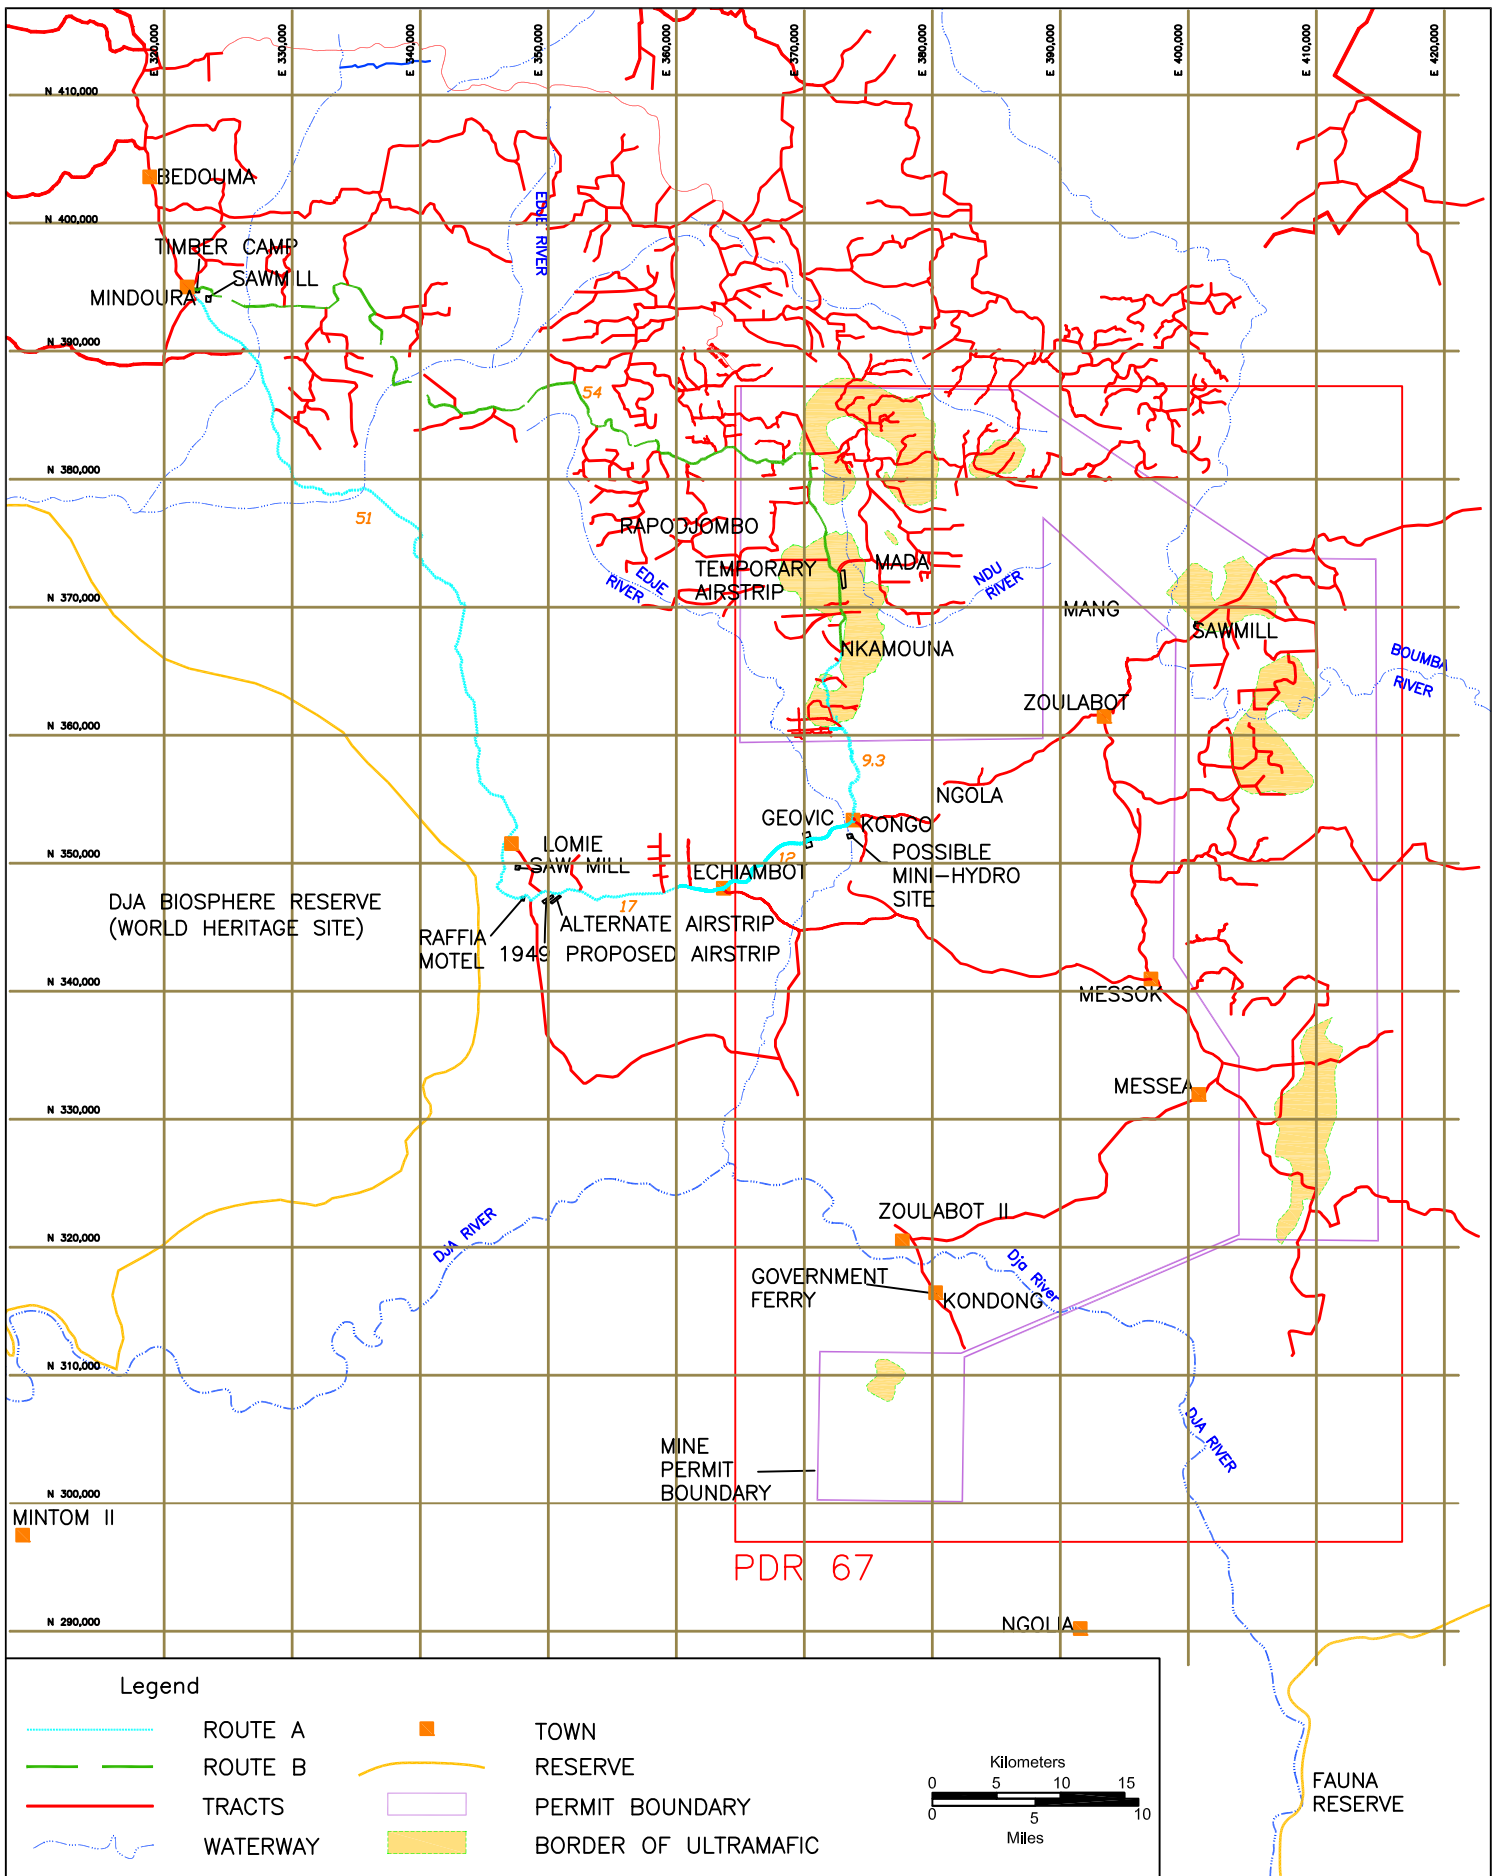 E 320,000
E 330,000
E 340,000
E 350,000
E 360,000
E 370,000
E 380,000
E 390,000
E 400,000
E 410,000
E 420,000
N 410,000
BEDOUMA
N 400,000
EDJE RIVER
TIMBER CAMP
SAWMILL
MINDOURA
N 390,000
54
N 380,000
51
RAPODJOMBO
TEMPORARY
AIRSTRIP
MADA
EDJE
RIVER
NDU
RIVER
N 370,000
MANG
SAWMILL
NKAMOUNA
BOUMBA
RIVER
ZOULABOT
N 360,000
9.3
NGOLA
GEOVIC
KONGO
LOMIE
SAW MILL
12
POSSIBLE
MINI-HYDRO
SITE
N 350,000
ECHIAMBOT
DJA BIOSPHERE RESERVE
(WORLD HERITAGE SITE)
17
ALTERNATE AIRSTRIP
RAFFIA
MOTEL
1949 PROPOSED AIRSTRIP
N 340,000
MESSOK
MESSEA
N 330,000
DJA RIVER
ZOULABOT II
N 320,000
Dja River
GOVERNMENT
FERRY
KONDONG
N 310,000
DJA RIVER
MINE
PERMIT
BOUNDARY
N 300,000
MINTOM II
PDR 67
N 290,000
NGOLIA
Legend
ROUTE A
TOWN
ROUTE B
RESERVE
TRACTS
PERMIT BOUNDARY
WATERWAY
BORDER OF ULTRAMAFIC
Kilometers
0 5 10 15
0 5 10
Miles
FAUNA
RESERVE